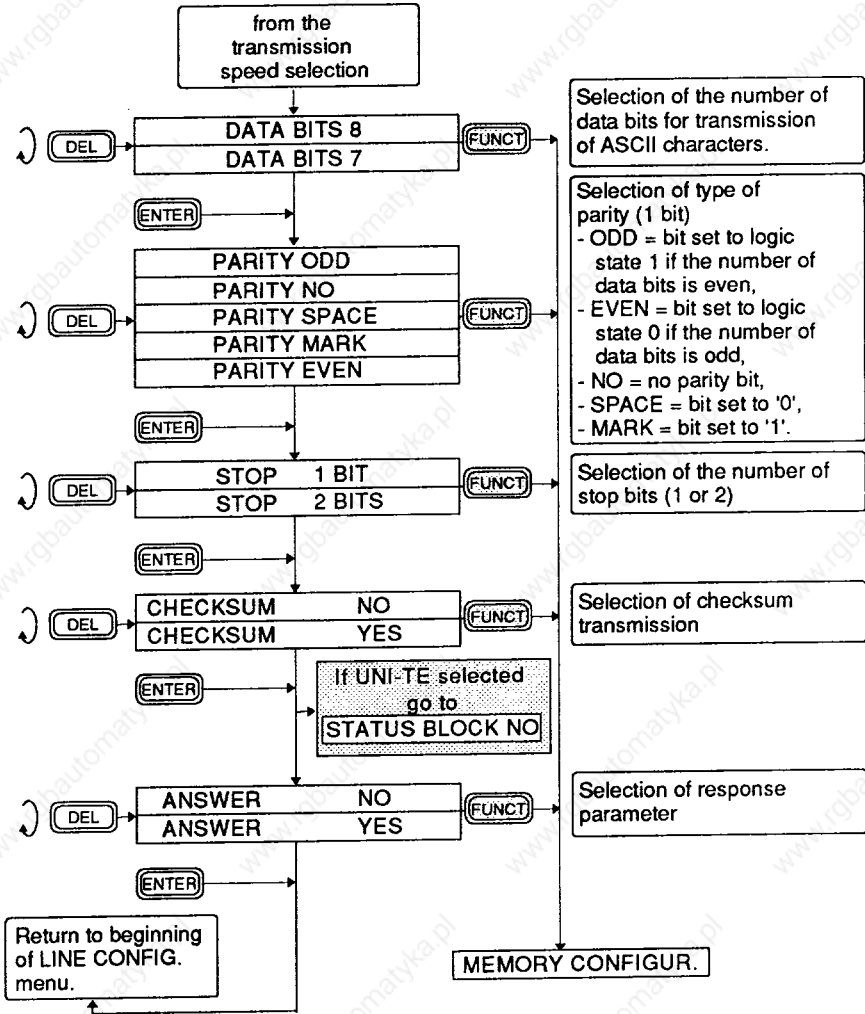 from the
transmission
speed selection
DEL
DATA BITS 8
DATA BITS 7
FUNCT
Selection of the number of
data bits for transmission
of ASCII characters.
ENTER
DEL
PARITY ODD
PARITY NO
PARITY SPACE
PARITY MARK
PARITY EVEN
FUNCT
Selection of type of
parity (1 bit)
- ODD = bit set to logic
state 1 if the number of
data bits is even,
- EVEN = bit set to logic
state 0 if the number of
data bits is odd,
- NO = no parity bit,
- SPACE = bit set to '0',
- MARK = bit set to '1'.
ENTER
DEL
STOP 1 BIT
STOP 2 BITS
FUNCT
Selection of the number of
stop bits (1 or 2)
ENTER
DEL
CHECKSUM NO
CHECKSUM YES
FUNCT
Selection of checksum
transmission
ENTER
If UNI-TE selected
go to
STATUS BLOCK NO
DEL
ANSWER NO
ANSWER YES
FUNCT
Selection of response
parameter
ENTER
Return to beginning
of LINE CONFIG.
menu.
MEMORY CONFIGUR.
www.rgbautomatyka.pl